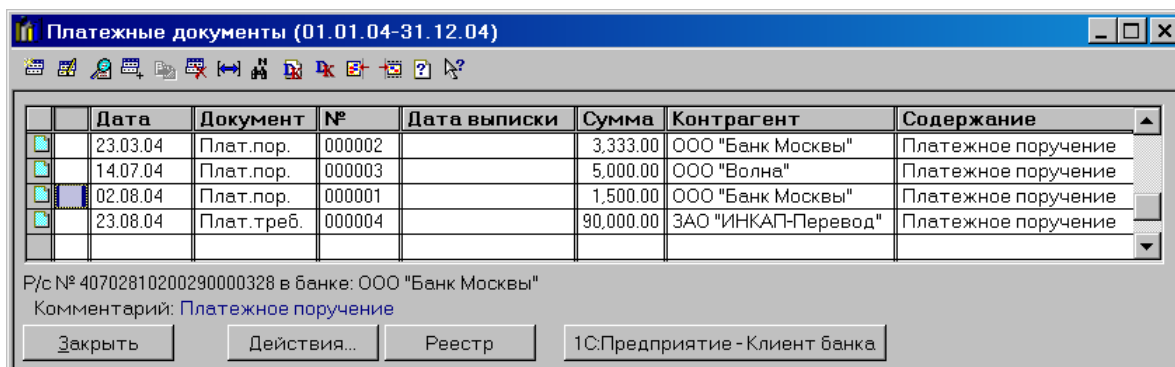 Платежные документы (01.01.04-31.12.04)
Дата Документ № Дата выписки Сумма Контрагент Содержание
23.03.04 Плат.пор. 000002 3,333.00 ООО "Банк Москвы" Платежное поручение
14.07.04 Плат.пор. 000003 5,000.00 ООО "Волна" Платежное поручение
02.08.04 Плат.пор. 000001 1,500.00 ООО "Банк Москвы" Платежное поручение
23.08.04 Плат.треб. 000004 90,000.00 ЗАО "ИНКАП-Перевод" Платежное поручение
Р/с № 40702810200290000328 в банке: ООО "Банк Москвы"
Комментарий: Платежное поручение
Закрыть Действия... Реестр 1С:Предприятие - Клиент банка